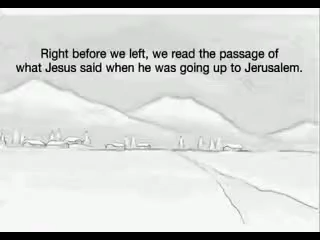 Right before we left, we read the passage of
what Jesus said when he was going up to Jerusalem.